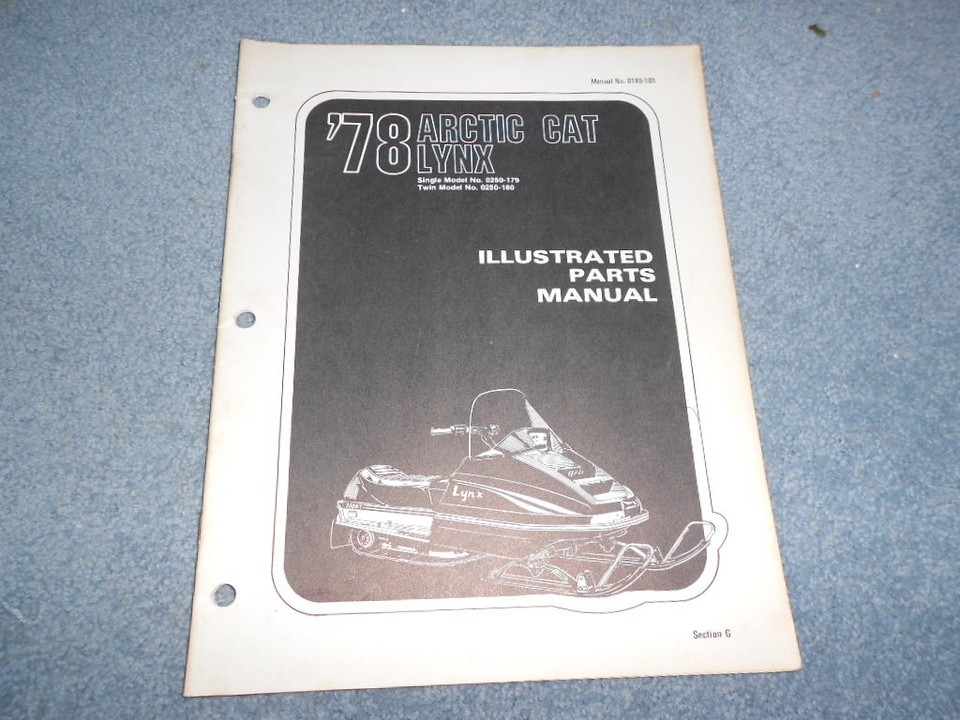 Manual No. 0185-101
'78 ARCTIC CAT
LYNX
Single Model No. 0250-179
Twin Model No. 0250-180
ILLUSTRATED
PARTS
MANUAL
Lynx
Section G